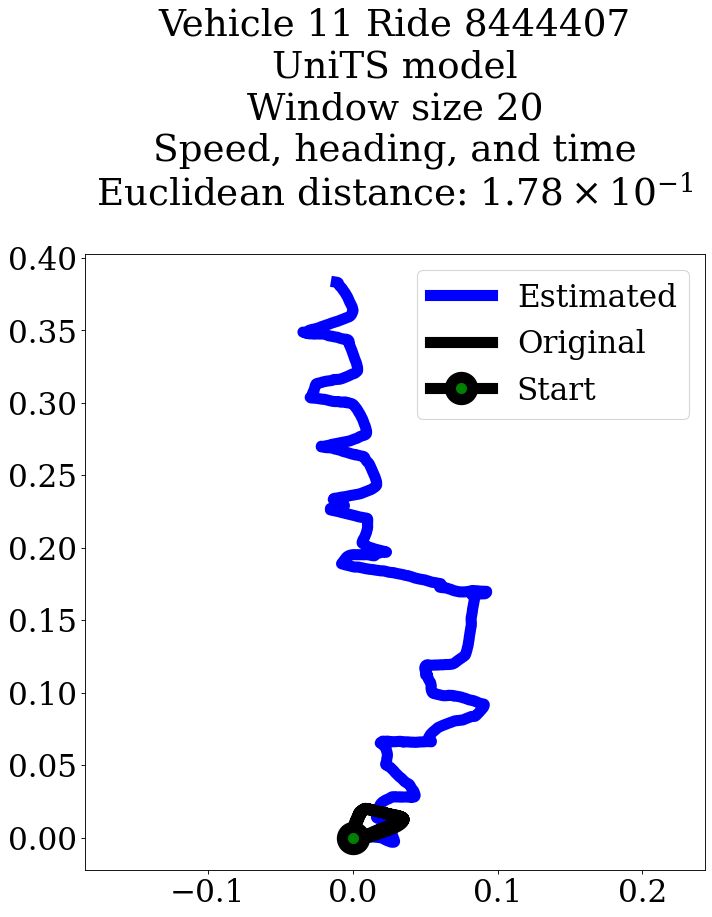 Vehicle 11 Ride 8444407
UniTS model
Window size 20
Speed, heading, and time
Euclidean distance: 1.78 × 10⁻¹
0.40
0.35
0.30
0.25
0.20
0.15
0.10
0.05
0.00
−0.1 0.0 0.1 0.2
Estimated
Original
Start